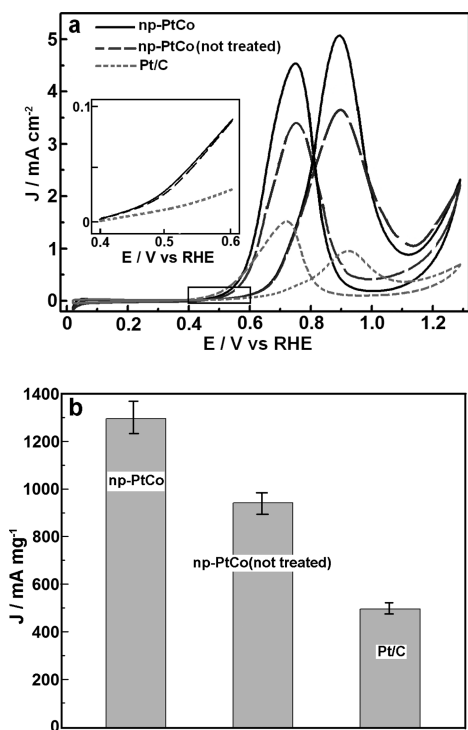 a
np-PtCo
np-PtCo(not treated)
Pt/C
J / mA cm-2
5
4
3
2
1
0
0.1
0
0.4 0.5 0.6
E / V vs RHE
0.0 0.2 0.4 0.6 0.8 1.0 1.2
E / V vs RHE
b
J / mA mg-1
1400
1200
1000
800
600
400
200
0
np-PtCo
np-PtCo(not treated)
Pt/C